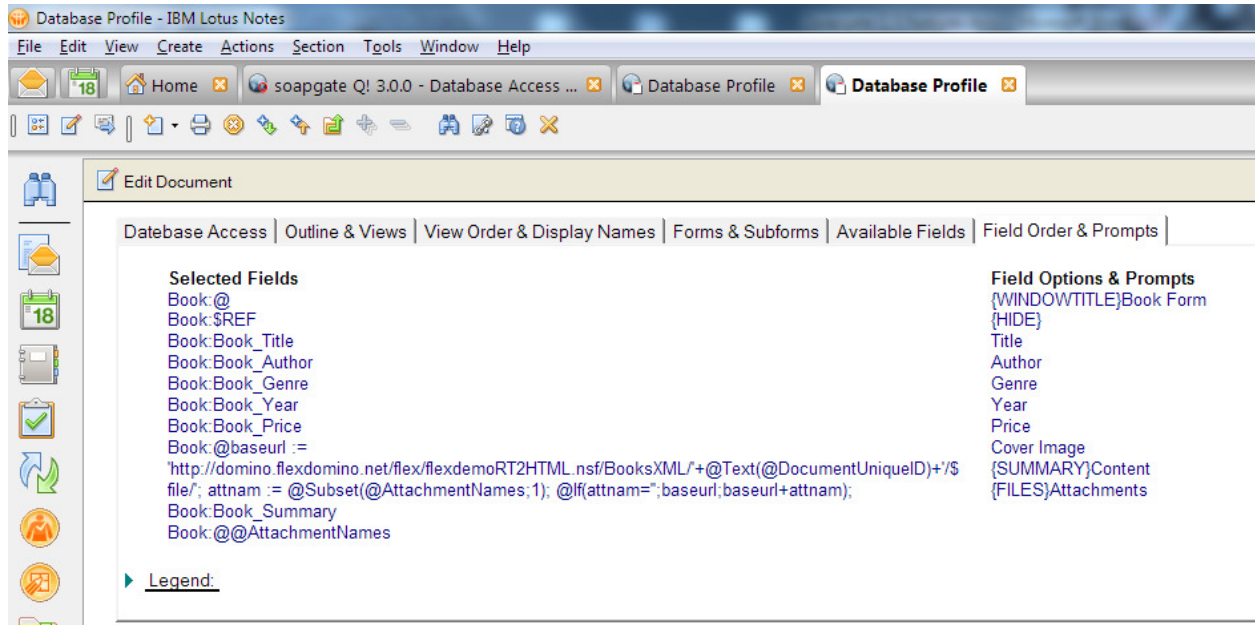 Database Profile - IBM Lotus Notes
File Edit View Create Actions Section Tools Window Help
18 Home soapgate Q! 3.0.0 - Database Access ... Database Profile Database Profile
Edit Document
Datebase Access | Outline & Views | View Order & Display Names | Forms & Subforms | Available Fields | Field Order & Prompts
18
Selected Fields
Book:@
Book:$REF
Book:Book_Title
Book:Book_Author
Book:Book_Genre
Book:Book_Year
Book:Book_Price
Book:@baseurl :=
'http://domino.flexdomino.net/flex/flexdemoRT2HTML.nsf/BooksXML/'+@Text(@DocumentUniqueID)+'/$
file/'; attnam := @Subset(@AttachmentNames;1); @If(attnam='';baseurl;baseurl+attnam);
Book:Book_Summary
Book:@@AttachmentNames
Field Options & Prompts
{WINDOWTITLE}Book Form
{HIDE}
Title
Author
Genre
Year
Price
Cover Image
{SUMMARY}Content
{FILES}Attachments
Legend: